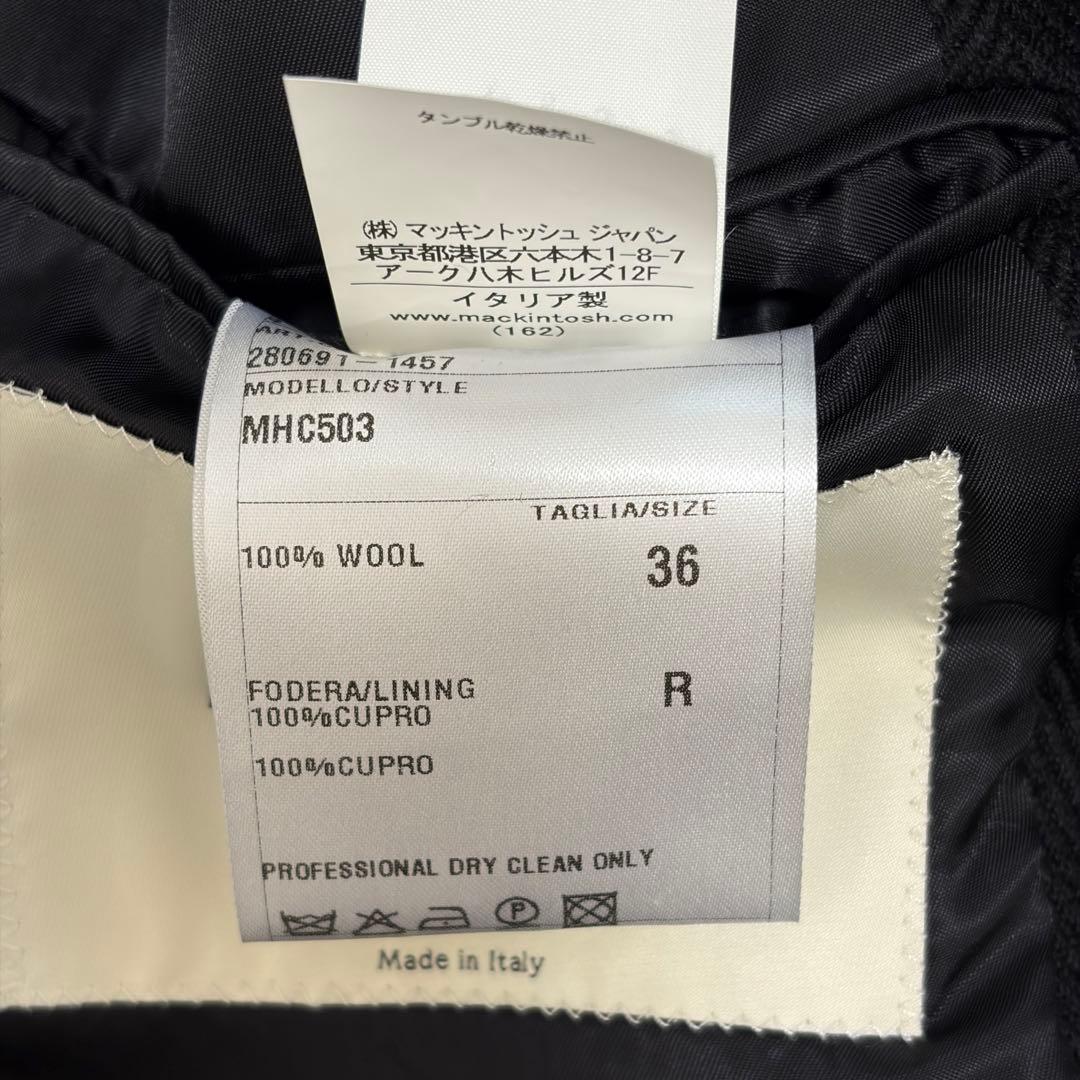 タンブル乾燥禁止
(株) マッキントッシュ ジャパン
東京都港区六本木1-8-7
アーク八木ヒルズ12F
イタリア製
www.mackintosh.com
(162)
280691-1457
MODELLO/STYLE
MHC503
TAGLIA/SIZE
100% WOOL
36
FODERA/LINING
R
100%CUPRO
100%CUPRO
PROFESSIONAL DRY CLEAN ONLY
P
Made in Italy